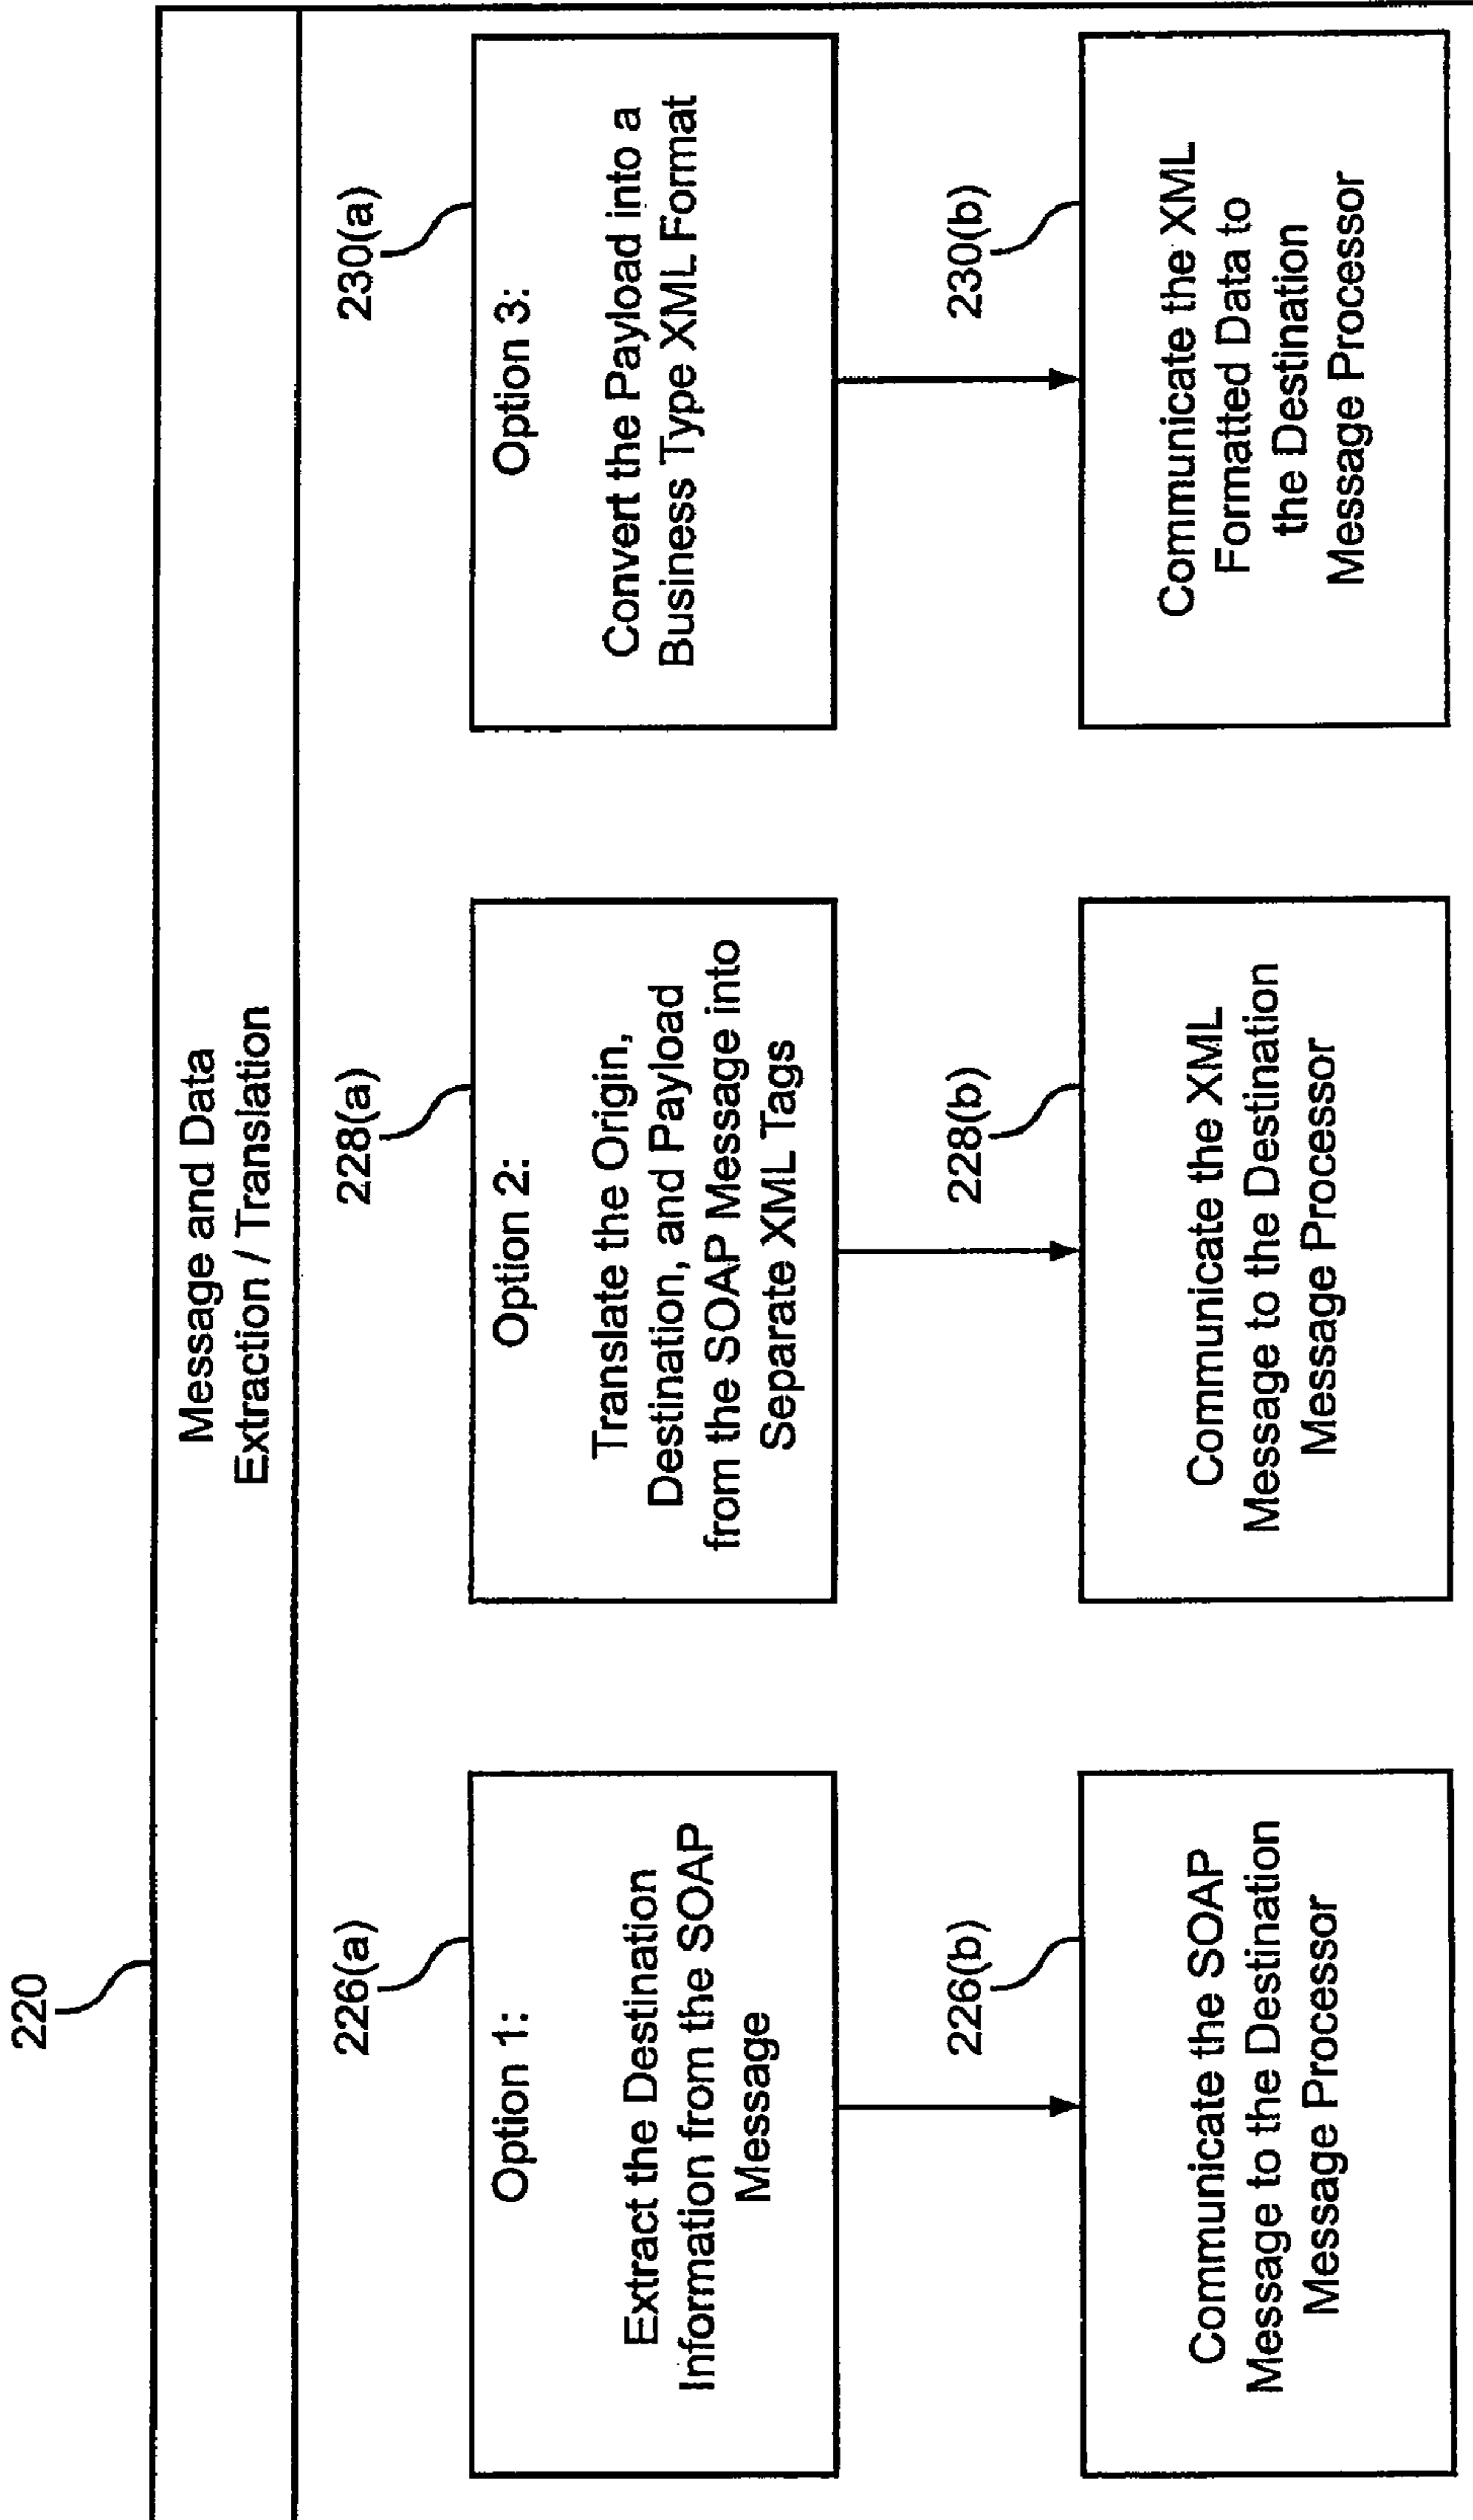 220
Message and Data
Extraction / Translation
226(a)
Option 1:
Extract the Destination
Information from the SOAP
Message
226(b)
Communicate the SOAP
Message to the Destination
Message Processor
228(a)
Option 2:
Translate the Origin,
Destination, and Payload
from the SOAP Message into
Separate XML Tags
228(b)
Communicate the XML
Message to the Destination
Message Processor
230(a)
Option 3:
Convert the Payload into a
Business Type XML Format
230(b)
Communicate the XML
Formatted Data to
the Destination
Message Processor